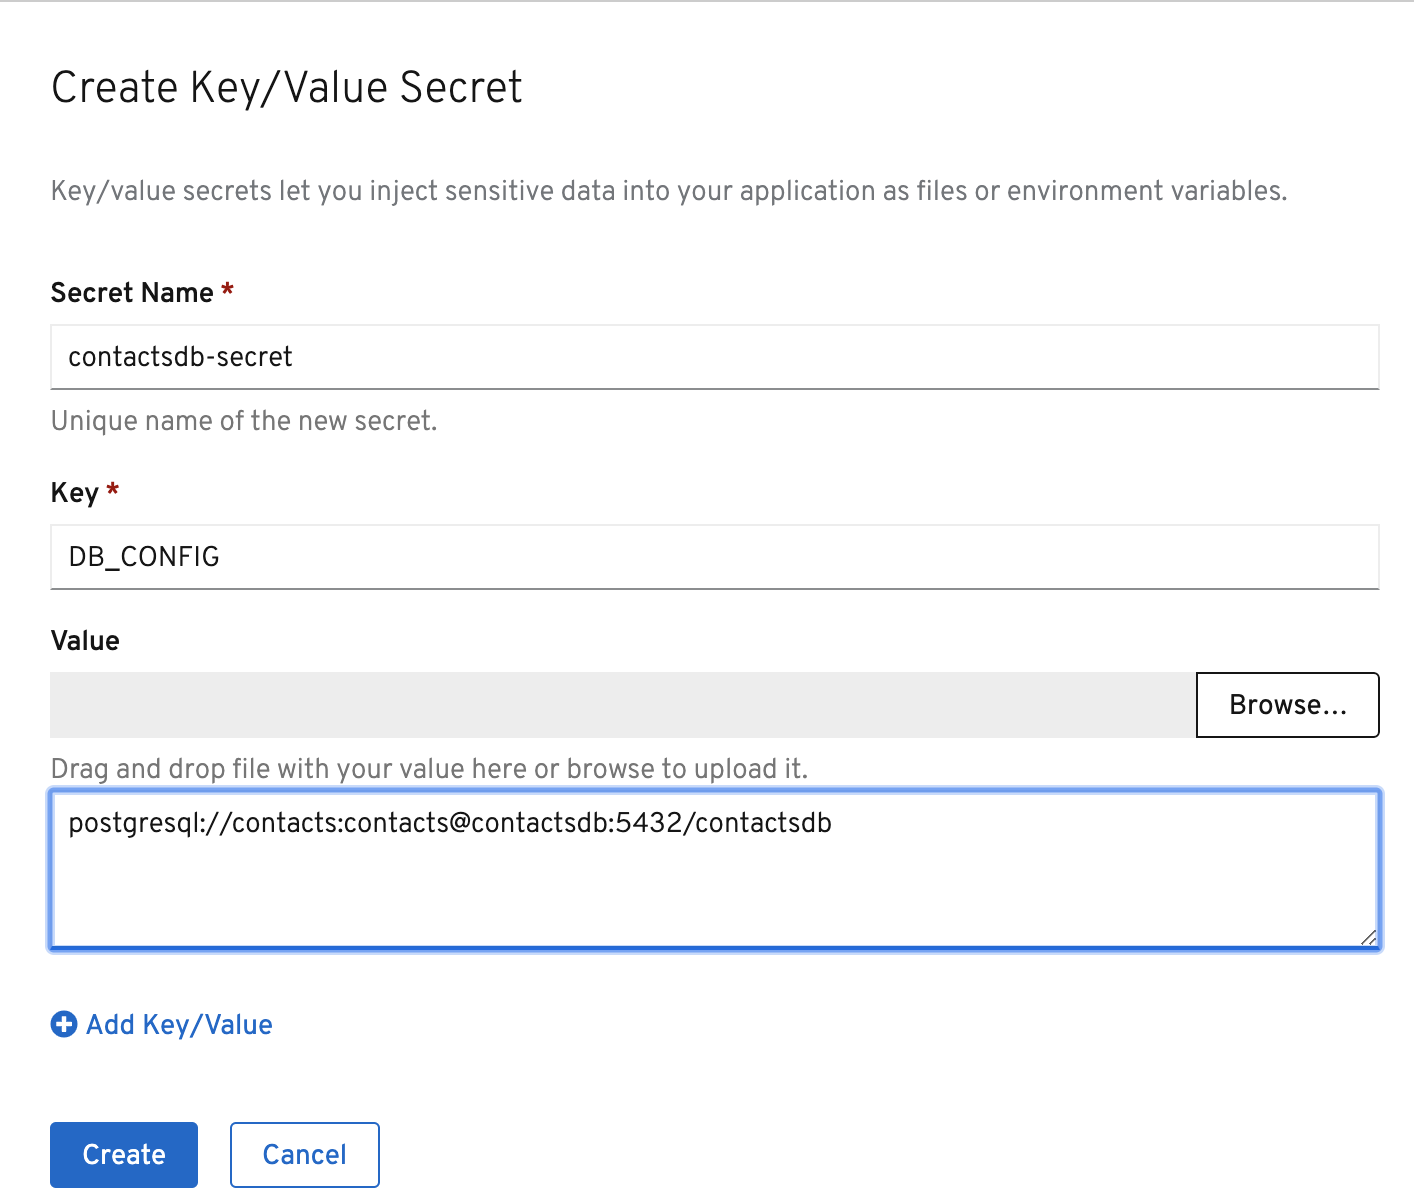 Create Key/Value Secret
Key/value secrets let you inject sensitive data into your application as files or environment variables.
Secret Name *
contactsdb-secret
Unique name of the new secret.
Key *
DB_CONFIG
Value
Browse...
Drag and drop file with your value here or browse to upload it.
postgresql://contacts:contacts@contactsdb:5432/contactsdb
Add Key/Value
Create Cancel